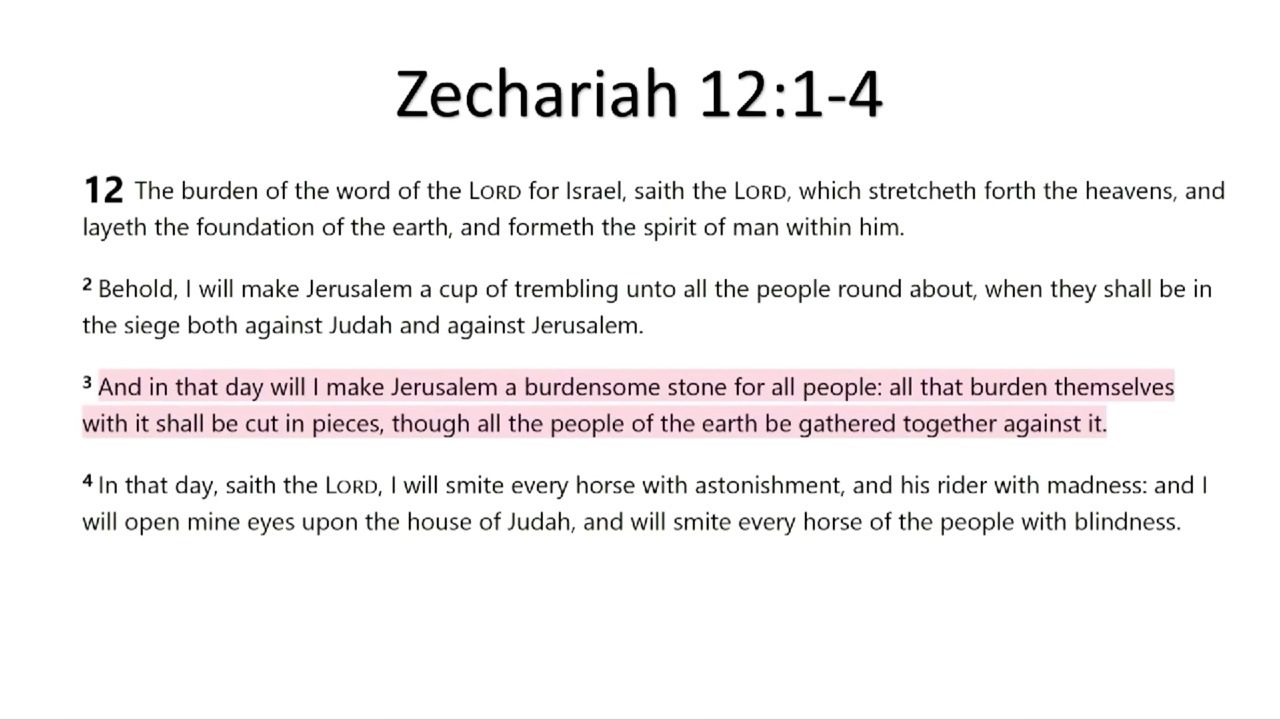 Zechariah 12:1-4
12 The burden of the word of the LORD for Israel, saith the LORD, which stretcheth forth the heavens, and
layeth the foundation of the earth, and formeth the spirit of man within him.
2 Behold, I will make Jerusalem a cup of trembling unto all the people round about, when they shall be in
the siege both against Judah and against Jerusalem.
3 And in that day will I make Jerusalem a burdensome stone for all people: all that burden themselves
with it shall be cut in pieces, though all the people of the earth be gathered together against it.
4 In that day, saith the LORD, I will smite every horse with astonishment, and his rider with madness: and I
will open mine eyes upon the house of Judah, and will smite every horse of the people with blindness.